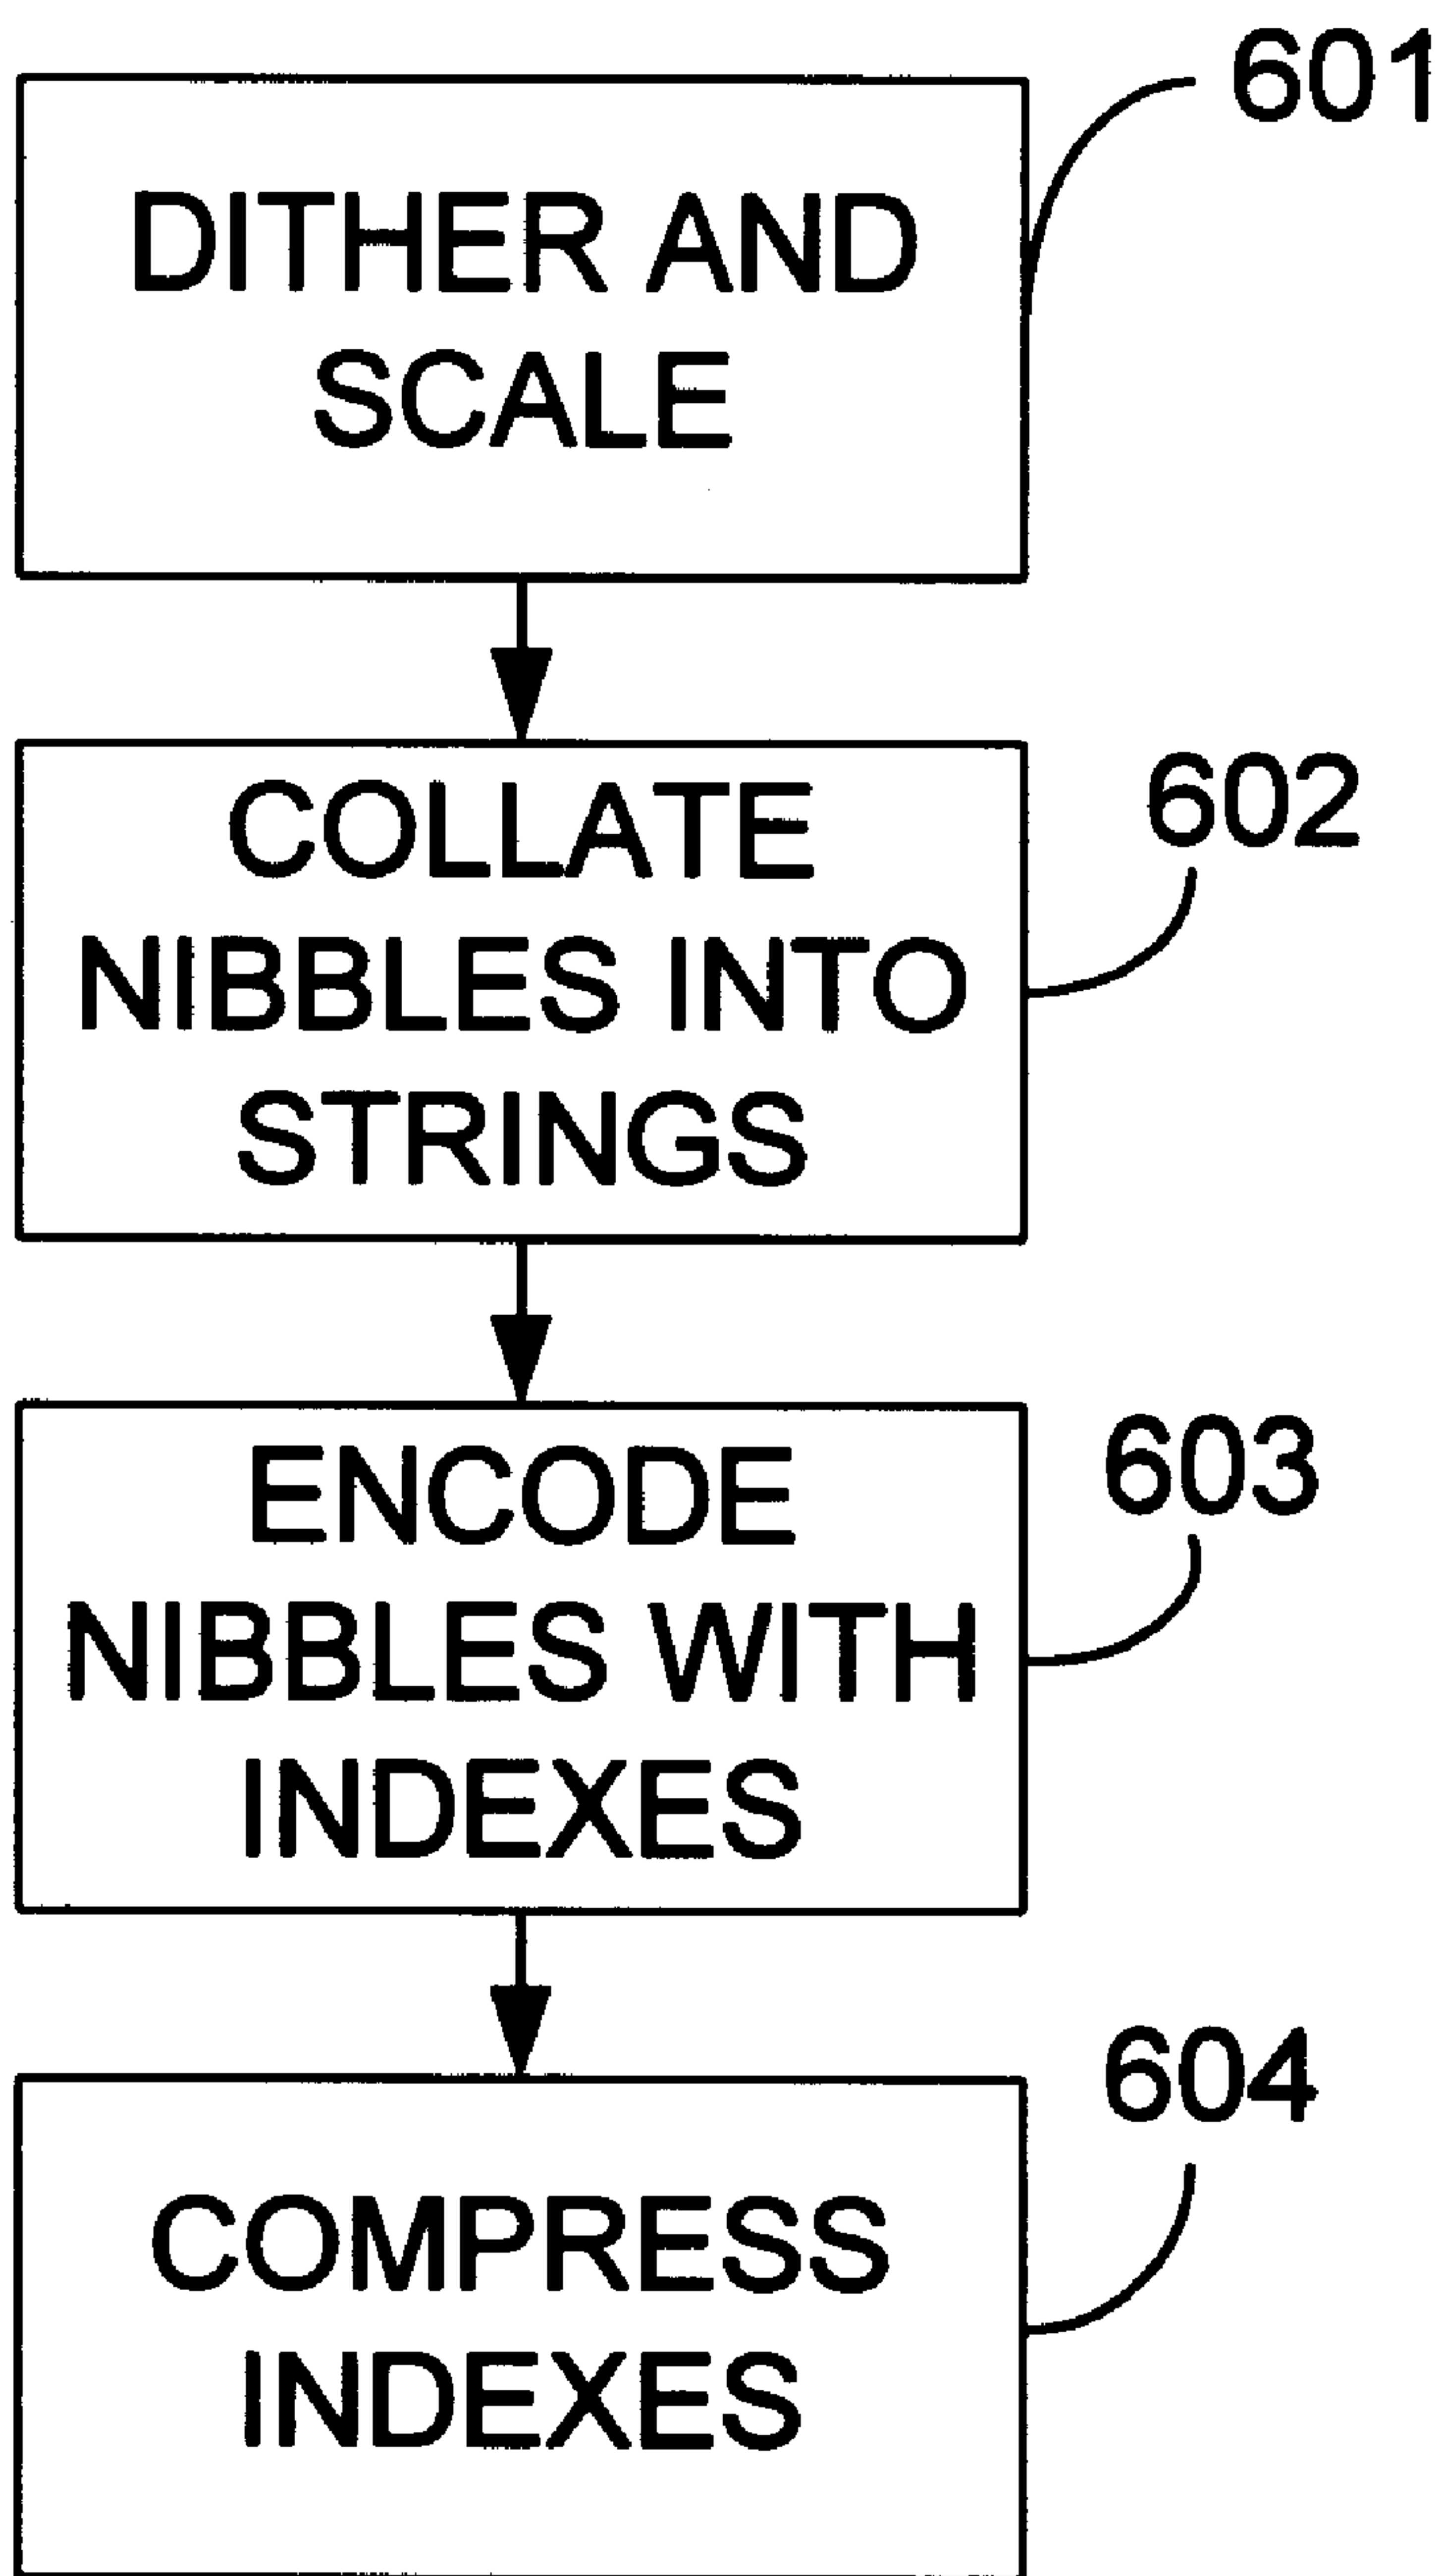 601
DITHER AND
SCALE
602
COLLATE
NIBBLES INTO
STRINGS
603
ENCODE
NIBBLES WITH
INDEXES
604
COMPRESS
INDEXES